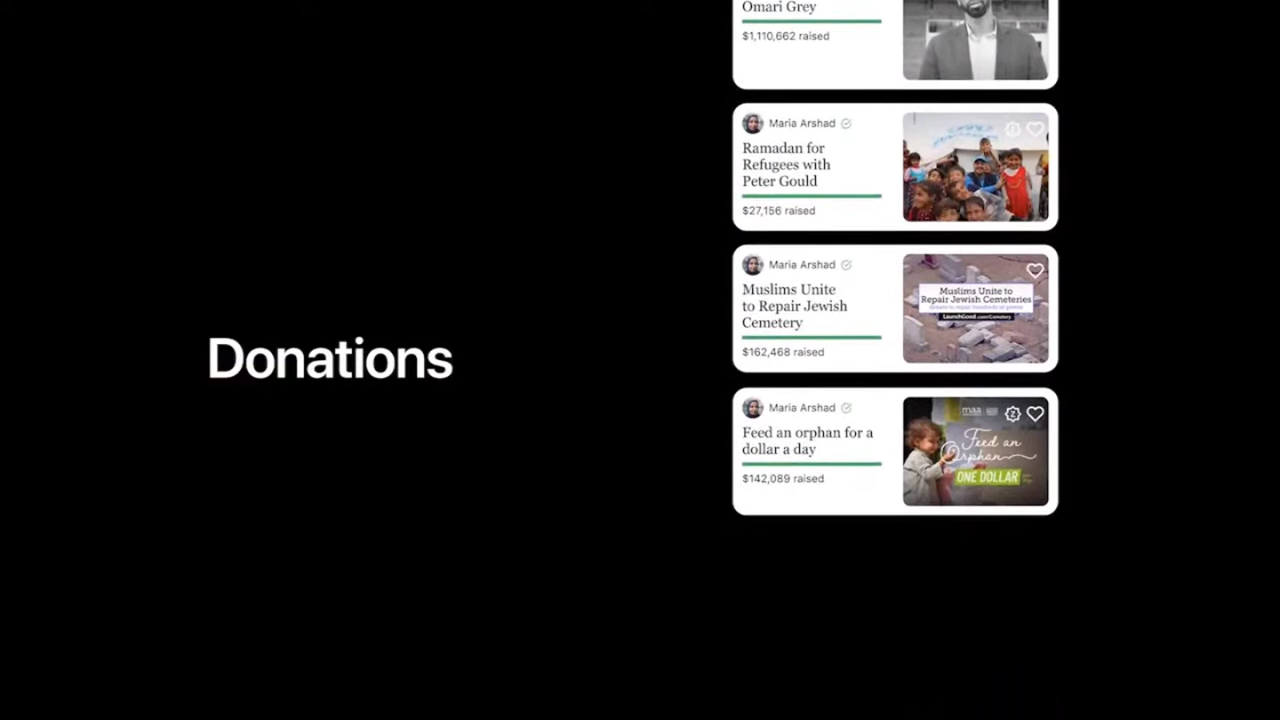 Donations
Omari Grey
$1,110,662 raised
Maria Arshad
Ramadan for
Refugees with
Peter Gould
$27,156 raised
Maria Arshad
Muslims Unite
to Repair Jewish
Cemetery
$162,468 raised
Muslims Unite to
Repair Jewish Cemeteries
LaunchGood.com/Cemetery
Maria Arshad
Feed an orphan for a
dollar a day
$142,089 raised
maa
Feed an
Orphan
ONE DOLLAR